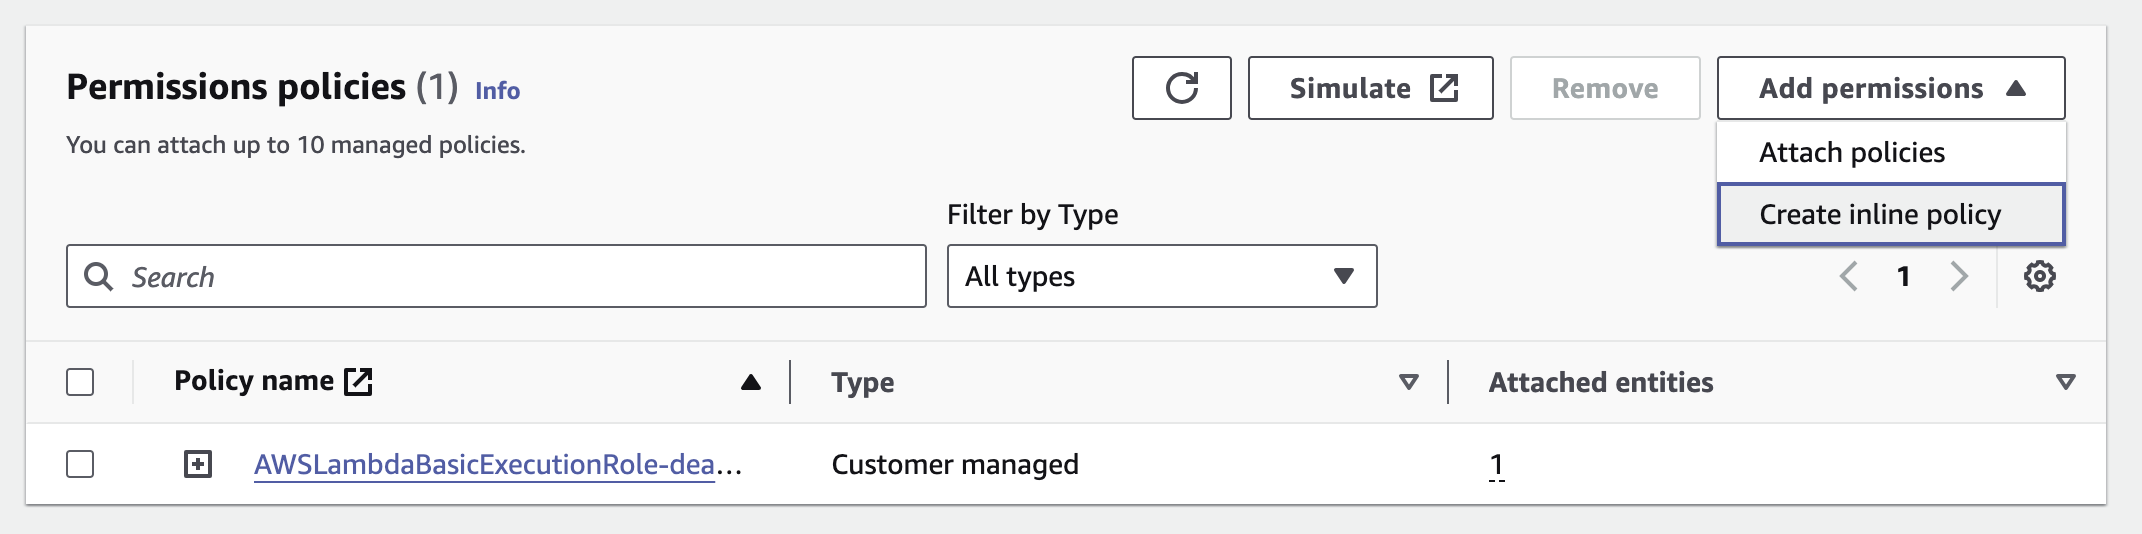 Permissions policies (1) Info
You can attach up to 10 managed policies.
Simulate
Remove
Add permissions
Attach policies
Create inline policy
Search
Filter by Type
All types
1
Policy name
Type
Attached entities
AWSLambdaBasicExecutionRole-dea...
Customer managed
1